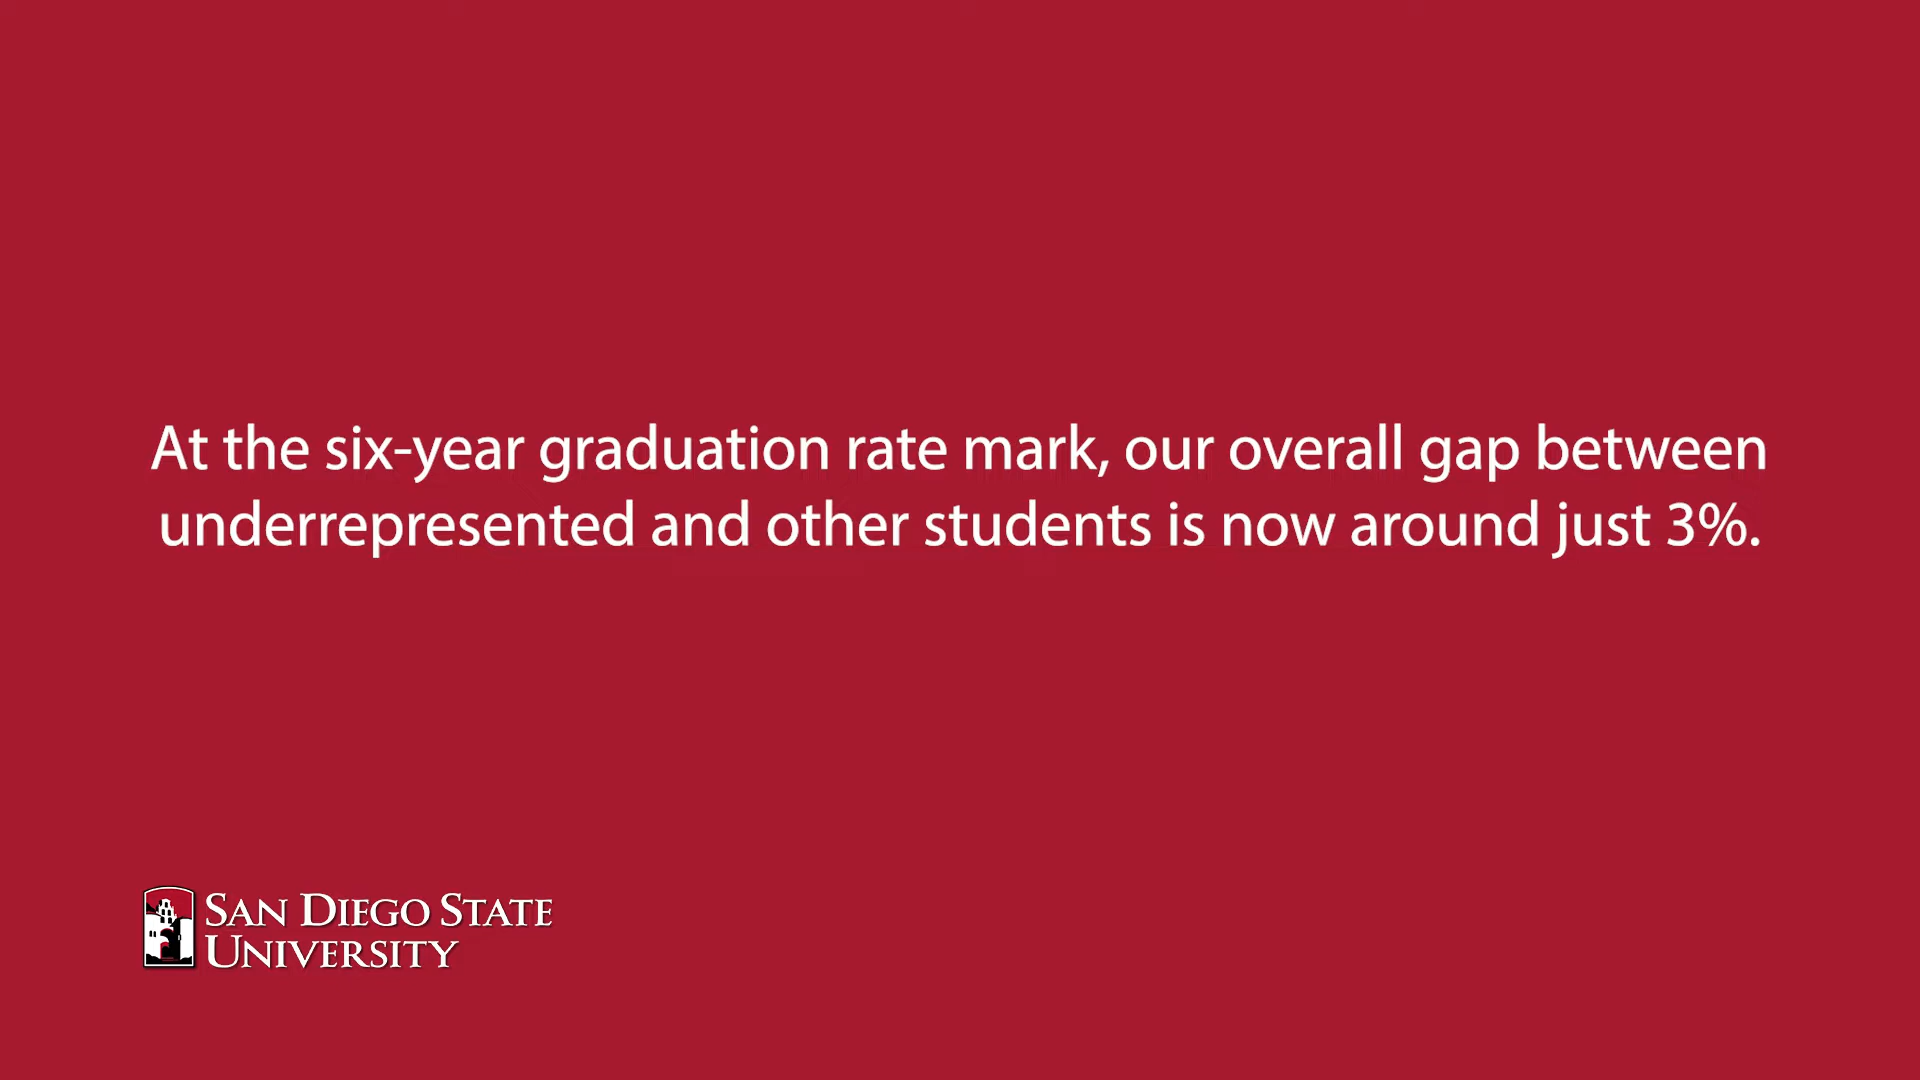 At the six-year graduation rate mark, our overall gap between
underrepresented and other students is now around just 3%.
SAN DIEGO STATE
UNIVERSITY